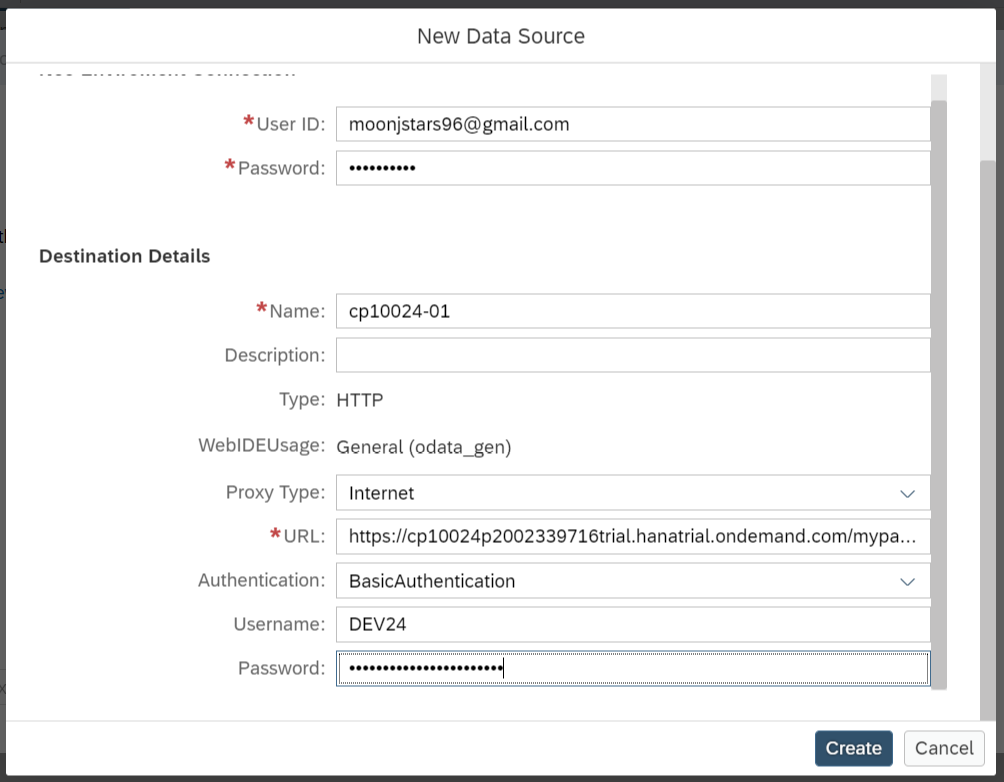 New Data Source
*User ID: moonjstars96@gmail.com
*Password: ••••••••••
Destination Details
*Name: cp10024-01
Description:
Type: HTTP
WebIDEUsage: General (odata_gen)
Proxy Type: Internet
*URL: https://cp10024p2002339716trial.hanatrial.ondemand.com/mypa...
Authentication: BasicAuthentication
Username: DEV24
Password: •••••••••••••••••••••••
Create Cancel